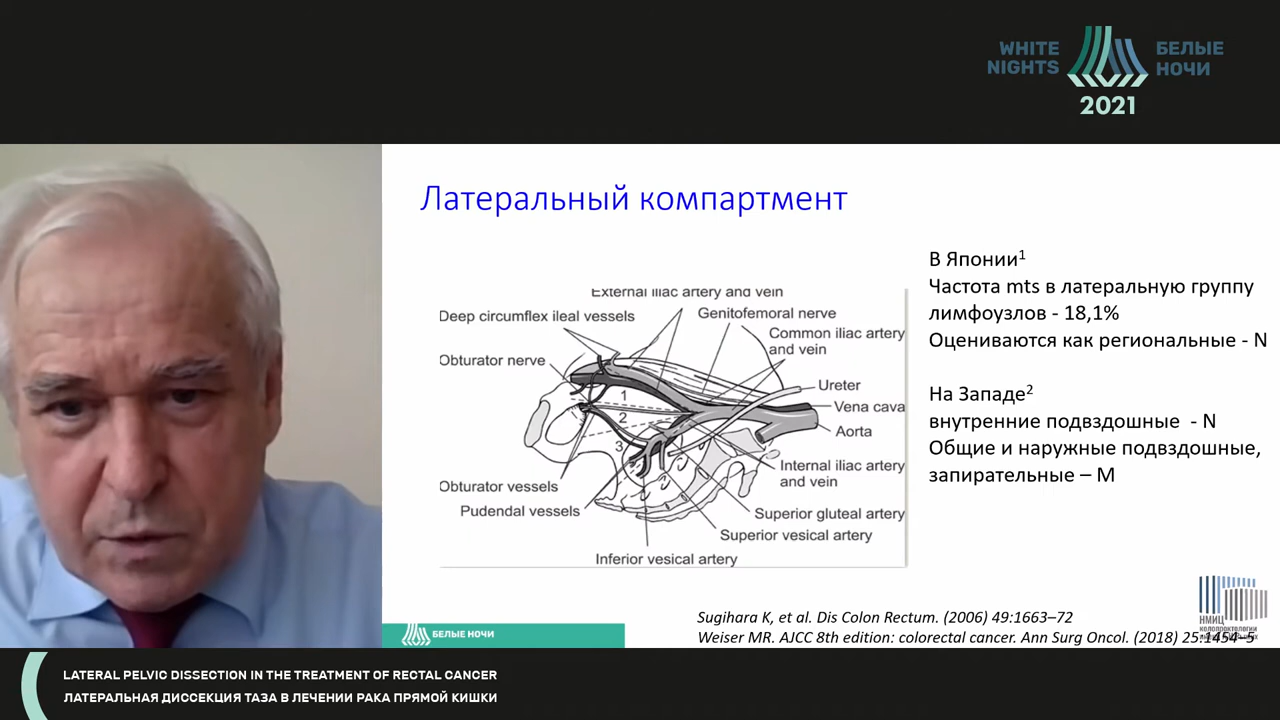 WHITE
NIGHTS
БЕЛЫЕ
НОЧИ
2021
Латеральный компартмент
External iliac artery and vein
Deep circumflex ileal vessels
Genitofemoral nerve
Common iliac artery
and vein
Obturator nerve
Ureter
Vena cava
Aorta
1
2
3
Internal iliac artery
and vein
Obturator vessels
Pudendal vessels
Superior gluteal artery
Superior vesical artery
Inferior vesical artery
В Японии¹
Частота mts в латеральную группу
лимфоузлов - 18,1%
Оцениваются как региональные - N
На Западе²
внутренние подвздошные - N
Общие и наружные подвздошные,
запирательные – М
Sugihara K, et al. Dis Colon Rectum. (2006) 49:1663–72
Weiser MR. AJCC 8th edition: colorectal cancer. Ann Surg Oncol. (2018) 25:1454–5
НМИЦ
колопроктологии
БЕЛЫЕ НОЧИ
LATERAL PELVIC DISSECTION IN THE TREATMENT OF RECTAL CANCER
ЛАТЕРАЛЬНАЯ ДИССЕКЦИЯ ТАЗА В ЛЕЧЕНИИ РАКА ПРЯМОЙ КИШКИ